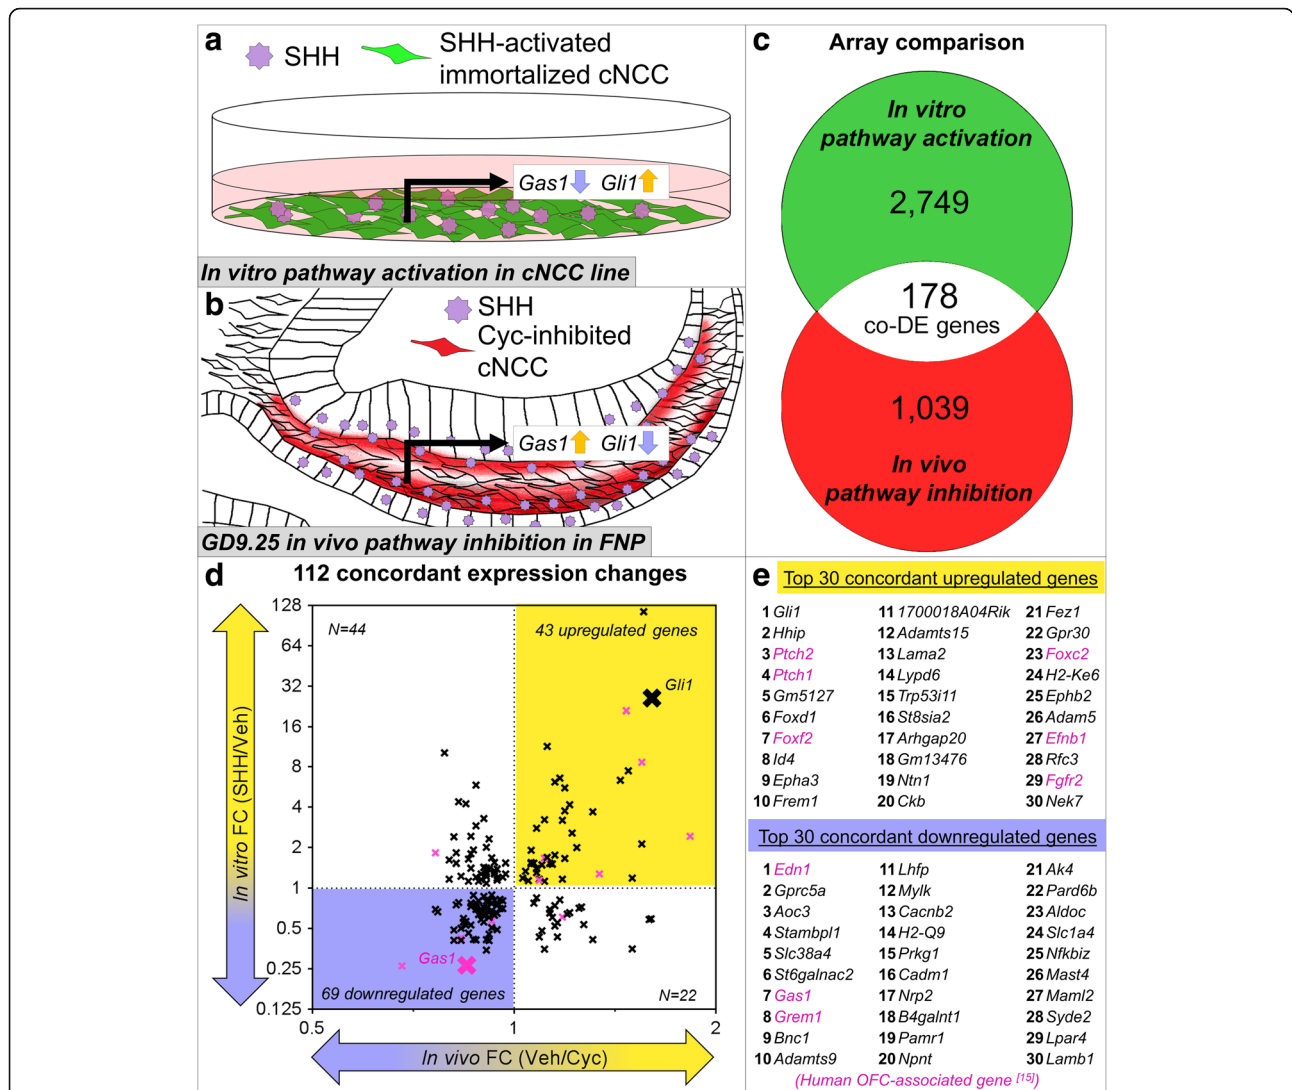 a
SHH
SHH-activated
immortalized cNCC
Gas1 Gli1
In vitro pathway activation in cNCC line
b
SHH
Cyc-inhibited
cNCC
Gas1 Gli1
GD9.25 in vivo pathway inhibition in FNP
c
Array comparison
In vitro
pathway activation
2,749
178
co-DE genes
1,039
In vivo
pathway inhibition
d
112 concordant expression changes
128
64
32
16
8
4
2
1
0.5
0.25
0.125
In vitro FC (SHH/Veh)
N=44
43 upregulated genes
Gli1
Gas1
69 downregulated genes
N=22
0.5
1
2
In vivo FC (Veh/Cyc)
e
Top 30 concordant upregulated genes
1 Gli1
2 Hhip
3 Ptch2
4 Ptch1
5 Gm5127
6 Foxd1
7 Foxf2
8 Id4
9 Epha3
10 Frem1
11 1700018A04Rik
12 Adamts15
13 Lama2
14 Lypd6
15 Trp53i11
16 St8sia2
17 Arhgap20
18 Gm13476
19 Ntn1
20 Ckb
21 Fez1
22 Gpr30
23 Foxc2
24 H2-Ke6
25 Ephb2
26 Adam5
27 Efnb1
28 Rfc3
29 Fgfr2
30 Nek7
Top 30 concordant downregulated genes
1 Edn1
2 Gprc5a
3 Aoc3
4 Stambpl1
5 Slc38a4
6 St6galnac2
7 Gas1
8 Grem1
9 Bnc1
10 Adamts9
11 Lhfp
12 Mylk
13 Cacnb2
14 H2-Q9
15 Prkg1
16 Cadm1
17 Nrp2
18 B4galnt1
19 Pamr1
20 Npnt
21 Ak4
22 Pard6b
23 Aldoc
24 Slc1a4
25 Nfkbiz
26 Mast4
27 Maml2
28 Syde2
29 Lpar4
30 Lamb1
(Human OFC-associated gene [15])